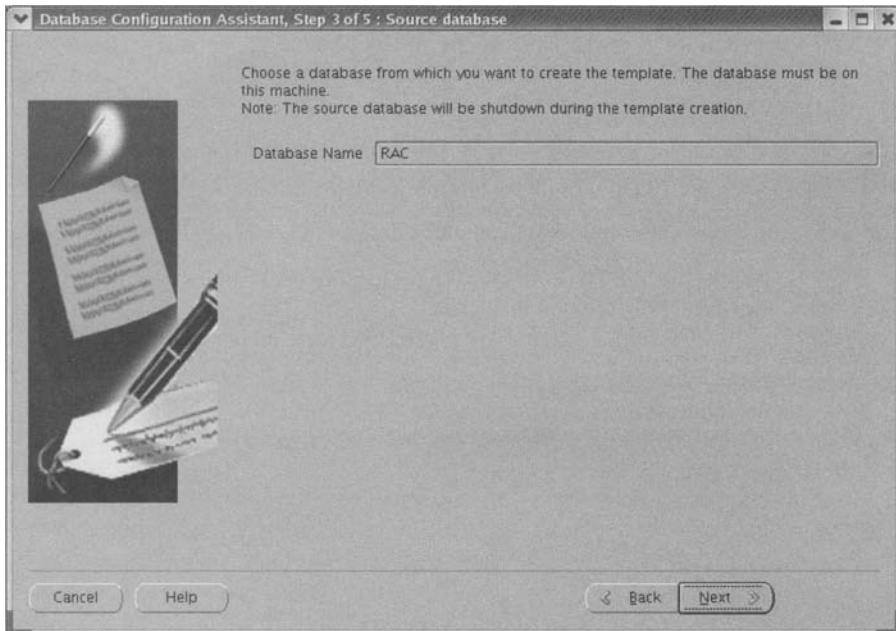 Database Configuration Assistant, Step 3 of 5 : Source database
Choose a database from which you want to create the template. The database must be on
this machine.
Note: The source database will be shutdown during the template creation.
Database Name RAC
Cancel Help Back Next